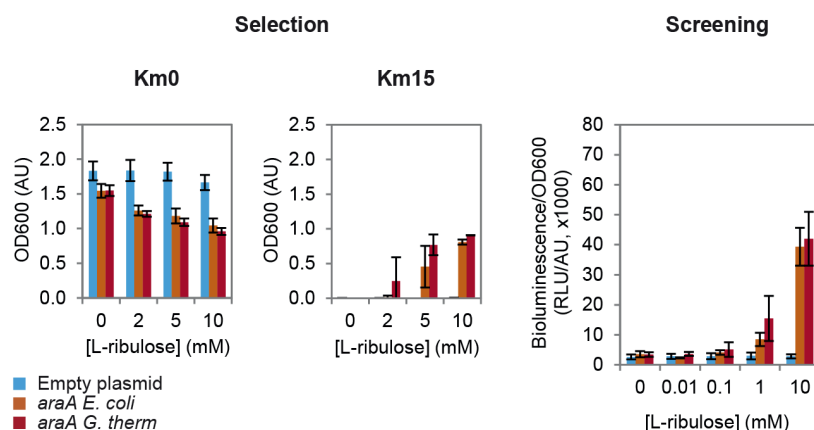 Selection
Screening
Km0
Km15
OD600 (AU)
2.5
2.0
1.5
1.0
0.5
0.0
0 2 5 10
[L-ribulose] (mM)
OD600 (AU)
2.5
2.0
1.5
1.0
0.5
0.0
0 2 5 10
[L-ribulose] (mM)
Bioluminescence/OD600
(RLU/AU, x1000)
80
70
60
50
40
30
20
10
0
0 0.01 0.1 1 10
[L-ribulose] (mM)
Empty plasmid
araA E. coli
araA G. therm